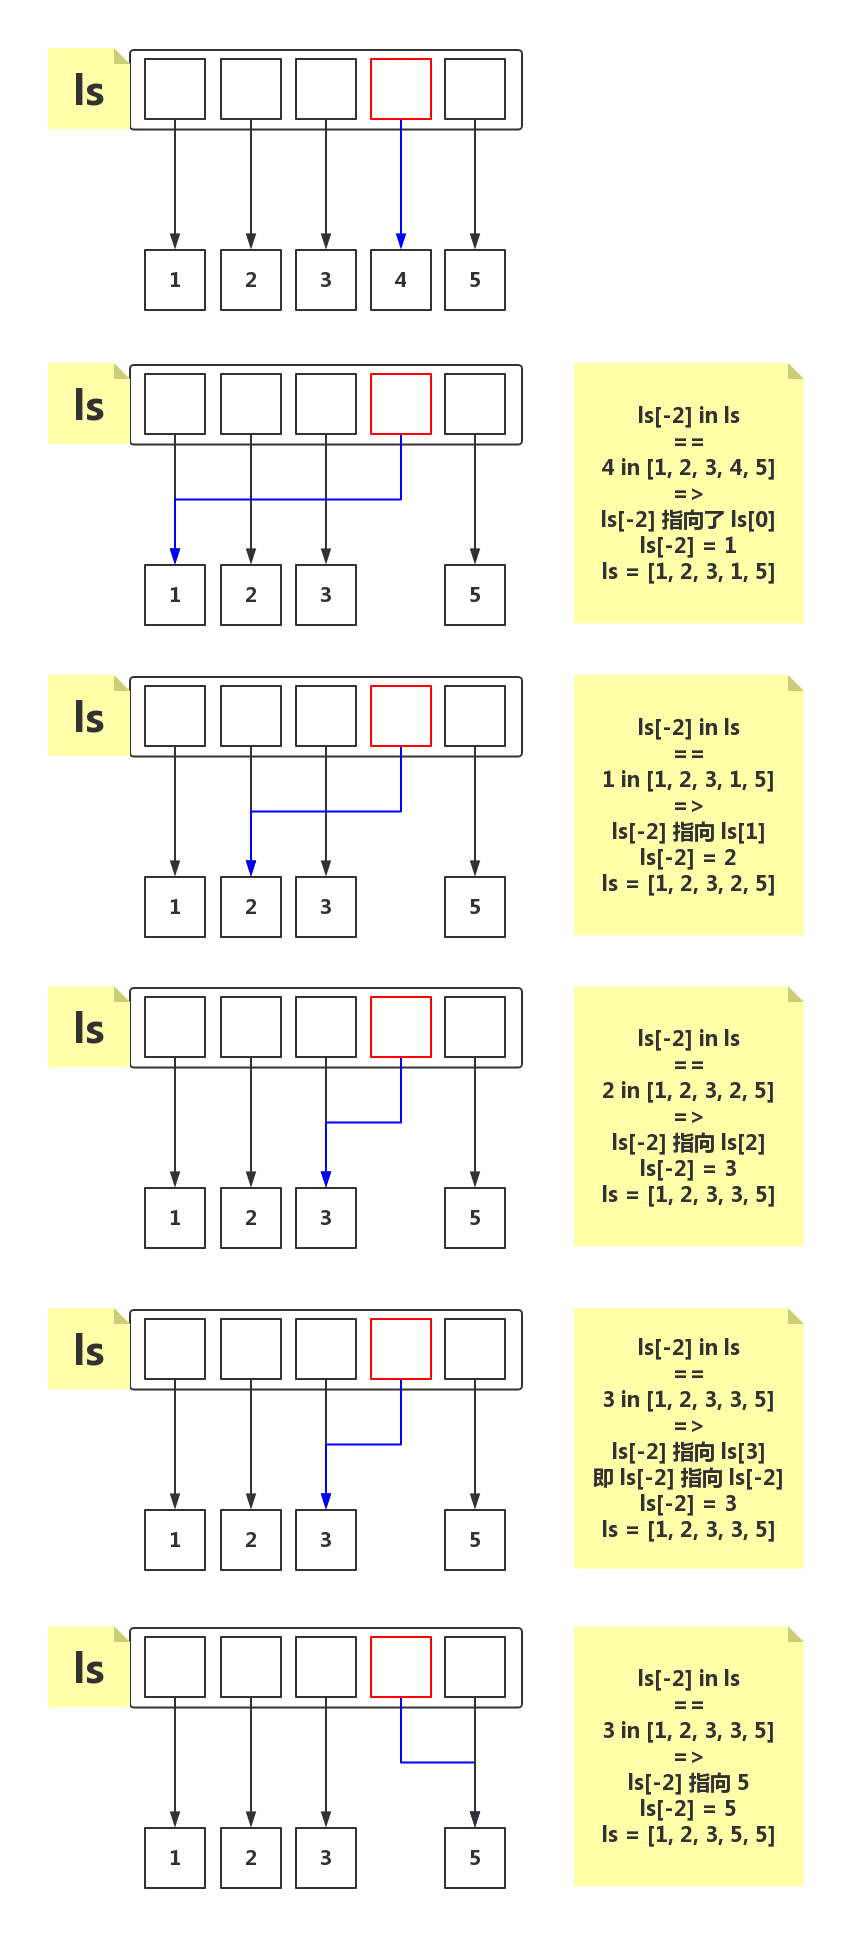 ls
1 2 3 4 5
ls
1 2 3 5
ls[-2] in ls
==
4 in [1, 2, 3, 4, 5]
=>
ls[-2] 指向了 ls[0]
ls[-2] = 1
ls = [1, 2, 3, 1, 5]
ls
1 2 3 5
ls[-2] in ls
==
1 in [1, 2, 3, 1, 5]
=>
ls[-2] 指向 ls[1]
ls[-2] = 2
ls = [1, 2, 3, 2, 5]
ls
1 2 3 5
ls[-2] in ls
==
2 in [1, 2, 3, 2, 5]
=>
ls[-2] 指向 ls[2]
ls[-2] = 3
ls = [1, 2, 3, 3, 5]
ls
1 2 3 5
ls[-2] in ls
==
3 in [1, 2, 3, 3, 5]
=>
ls[-2] 指向 ls[3]
即 ls[-2] 指向 ls[-2]
ls[-2] = 3
ls = [1, 2, 3, 3, 5]
ls
1 2 3 5
ls[-2] in ls
==
3 in [1, 2, 3, 3, 5]
=>
ls[-2] 指向 5
ls[-2] = 5
ls = [1, 2, 3, 5, 5]